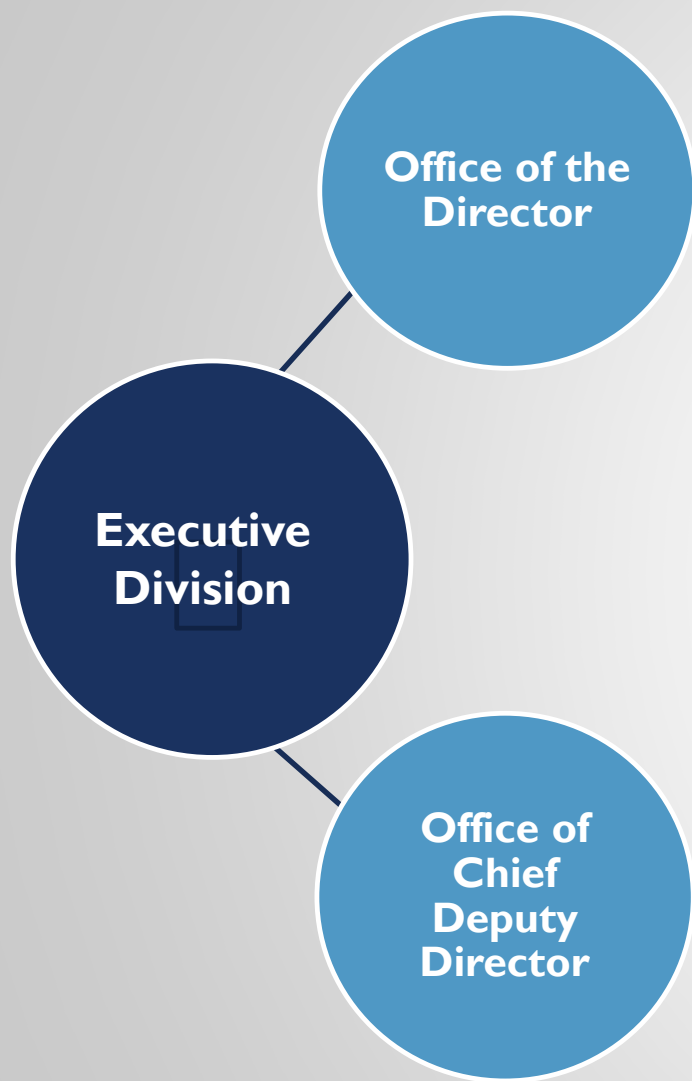 Office of the
Director
Executive
Division
Office of
Chief
Deputy
Director